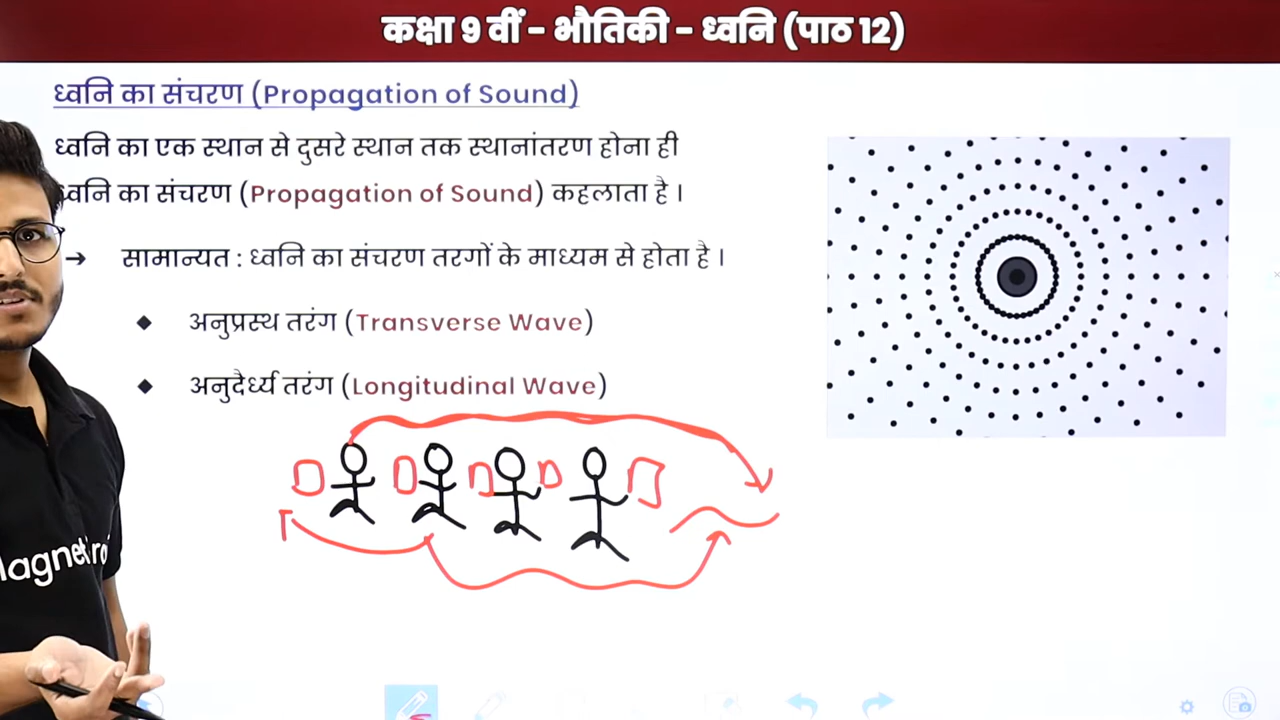 कक्षा 9 वीं - भौतिकी - ध्वनि (पाठ 12)
ध्वनि का संचरण (Propagation of Sound)
ध्वनि का एक स्थान से दुसरे स्थान तक स्थानांतरण होना ही
ध्वनि का संचरण (Propagation of Sound) कहलाता है ।
→ सामान्यत : ध्वनि का संचरण तरगों के माध्यम से होता है ।
◆ अनुप्रस्थ तरंग (Transverse Wave)
◆ अनुदैर्ध्य तरंग (Longitudinal Wave)